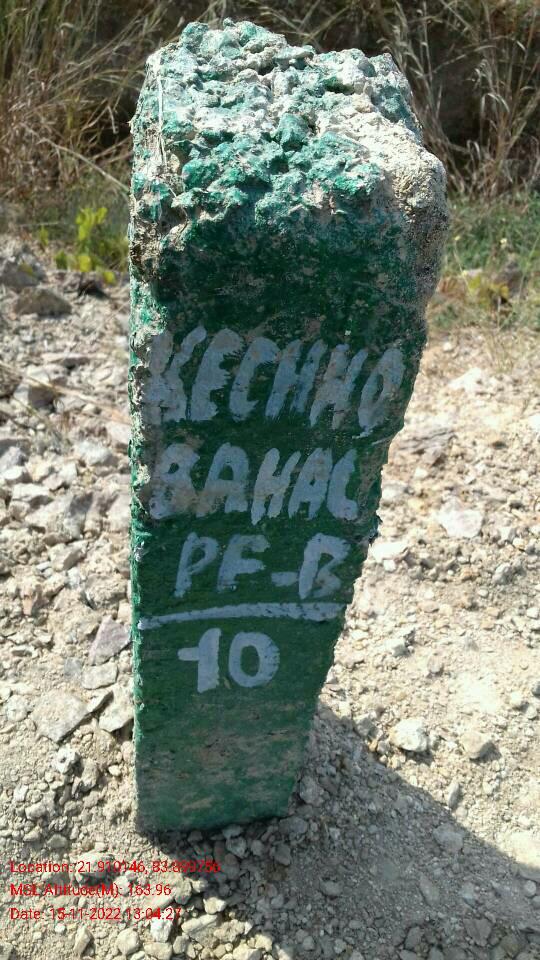 KECHHO
BAHAL
PF-B
10
Location: 21.910146, 83.899756
MSL Altitude(M): 163.96
Date: 15-11-2022 13:04:27